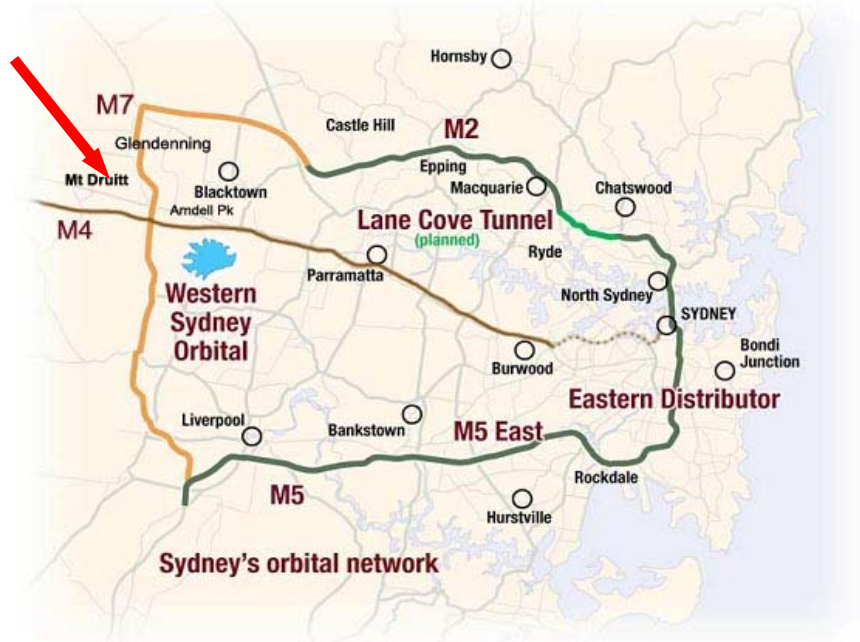 Hornsby
M7
Castle Hill
M2
Glendenning
Epping
Mt Druitt
Blacktown
Macquarie
Chatswood
Arndell Pk
Lane Cove Tunnel
(planned)
M4
Ryde
Parramatta
North Sydney
Western
Sydney
Orbital
SYDNEY
Bondi
Junction
Burwood
Eastern Distributor
Liverpool
Bankstown
M5 East
Rockdale
M5
Hurstville
Sydney's orbital network